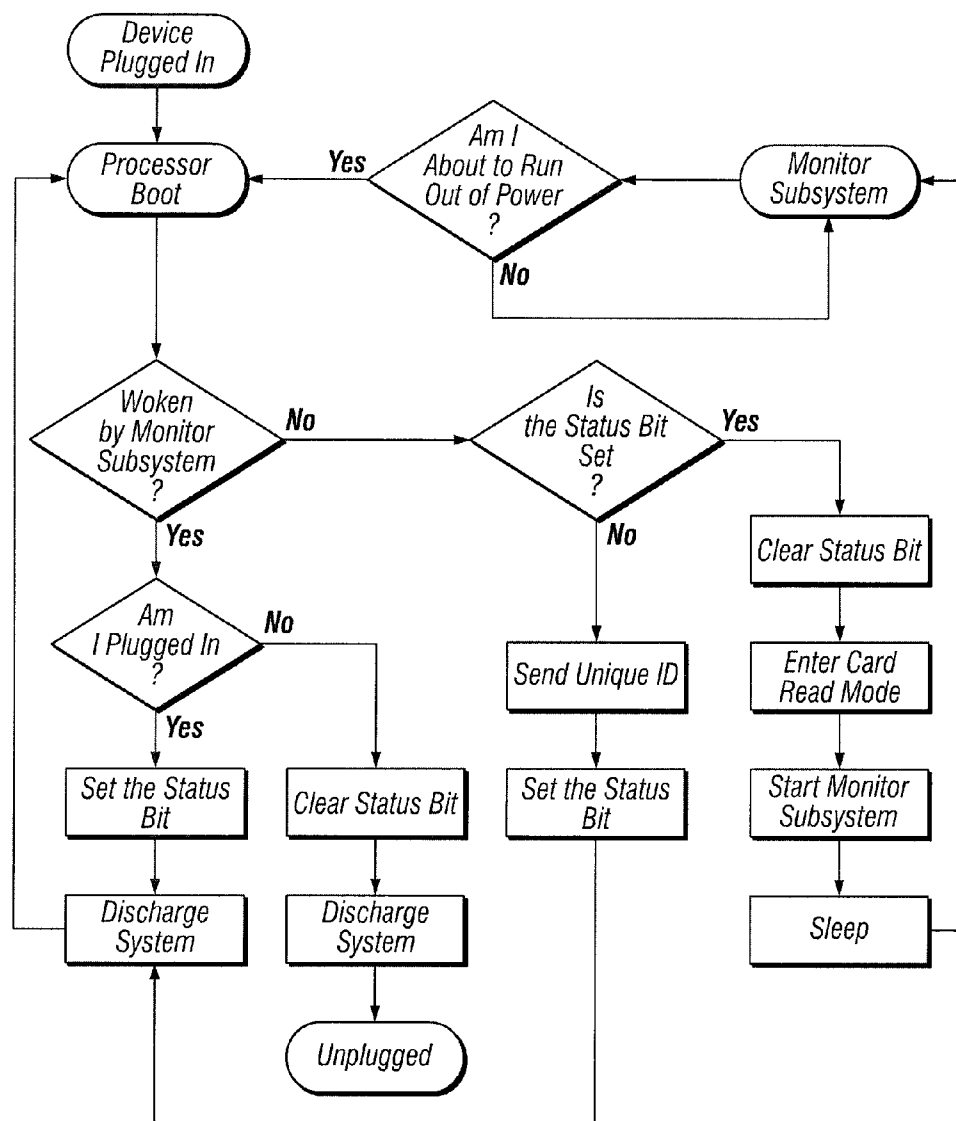 Device
Plugged In
Processor
Boot
Yes
Am I
About to Run
Out of Power
?
No
Monitor
Subsystem
Woken
by Monitor
Subsystem
?
No
Yes
Is
the Status Bit
Set
?
Yes
No
Am
I Plugged In
?
No
Yes
Set the Status
Bit
Discharge
System
Clear Status Bit
Discharge
System
Unplugged
Send Unique ID
Set the Status
Bit
Clear Status Bit
Enter Card
Read Mode
Start Monitor
Subsystem
Sleep